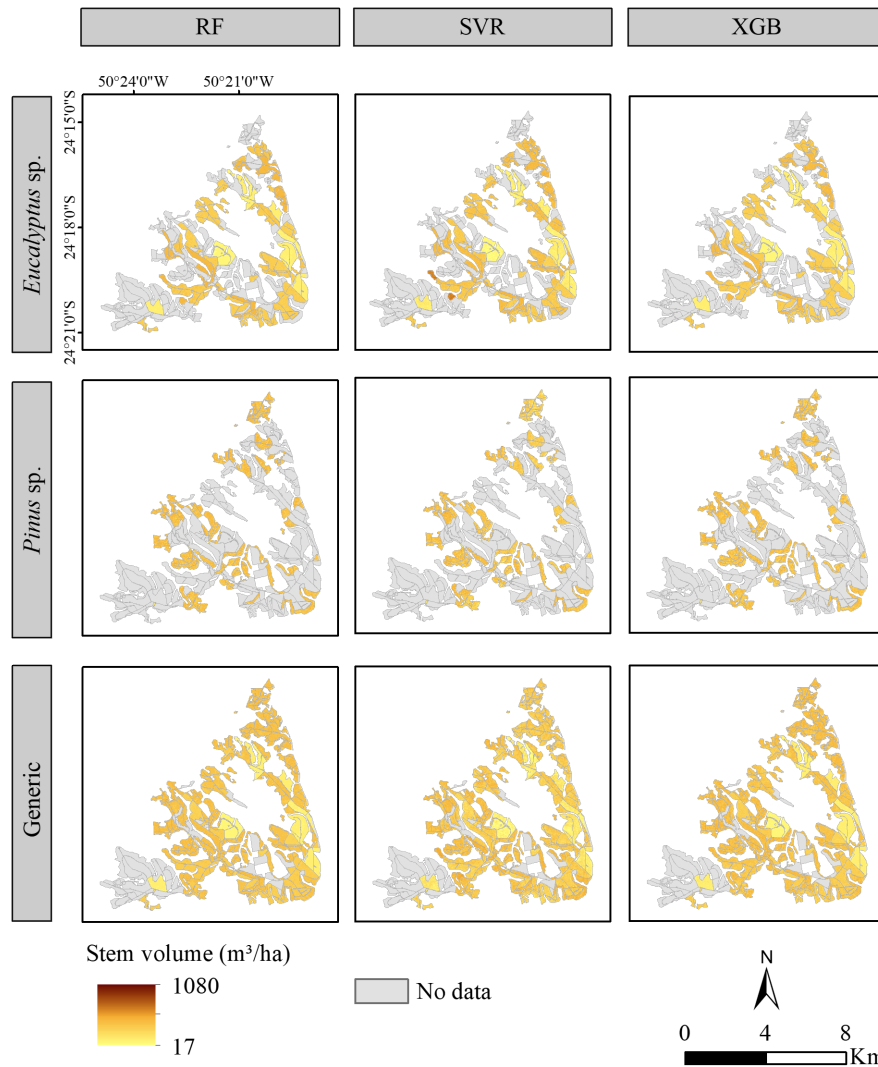 RF
SVR
XGB
50°24'0"W
50°21'0"W
24°15'0"S
24°18'0"S
24°21'0"S
Eucalyptus sp.
Pinus sp.
Generic
Stem volume (m³/ha)
1080
17
No data
N
0 4 8
Km